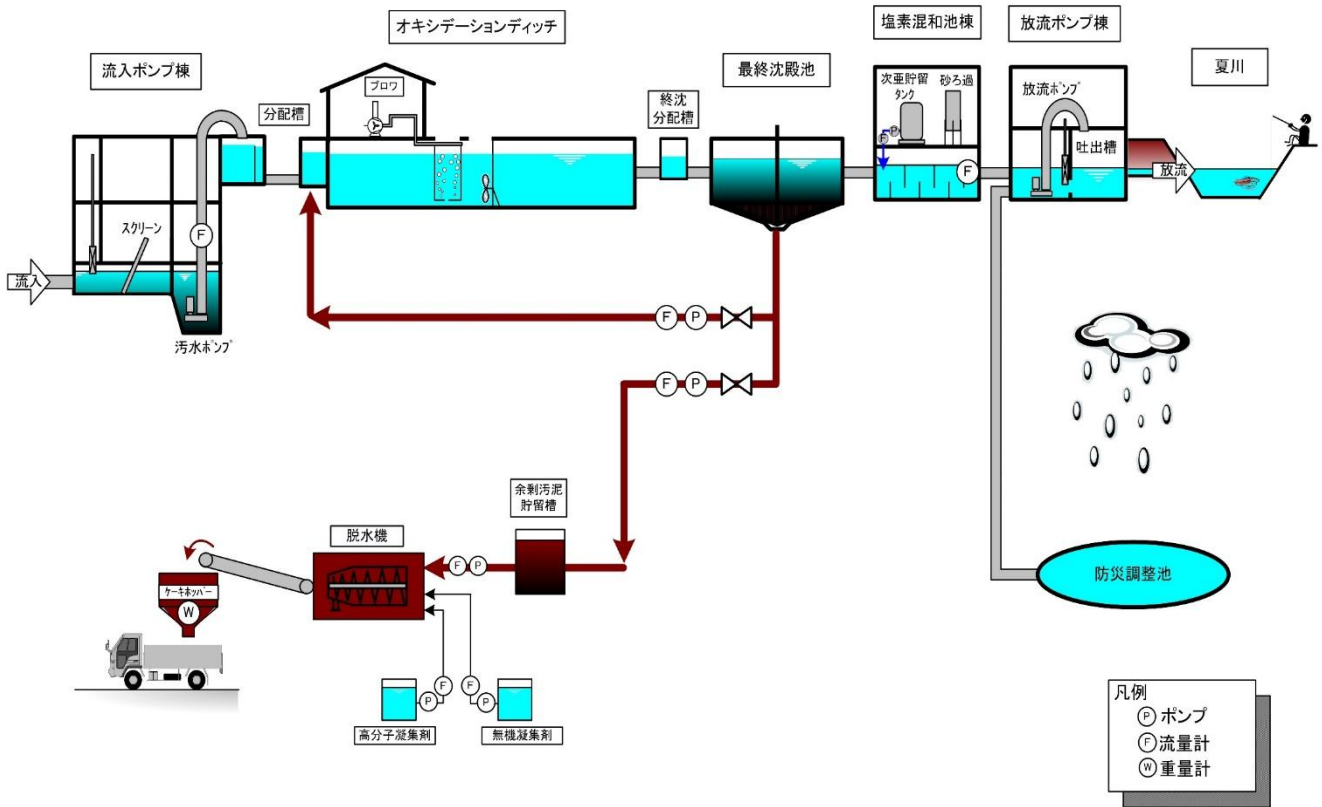 流入ポンプ棟
オキシデーションディッチ
塩素混和池棟
放流ポンプ棟
最終沈殿池
夏川
ブロワ
分配槽
終沈
分配槽
次亜貯留
タンク
砂ろ過
放流ポンプ
吐出槽
P
F
F
放流
スクリーン
F
流入
汚水ポンプ
F
P
F
P
余剰汚泥
貯留槽
脱水機
F
P
ケーキホッパー
W
防災調整池
P
F
F
P
高分子凝集剤
無機凝集剤
凡例
P ポンプ
F 流量計
W 重量計